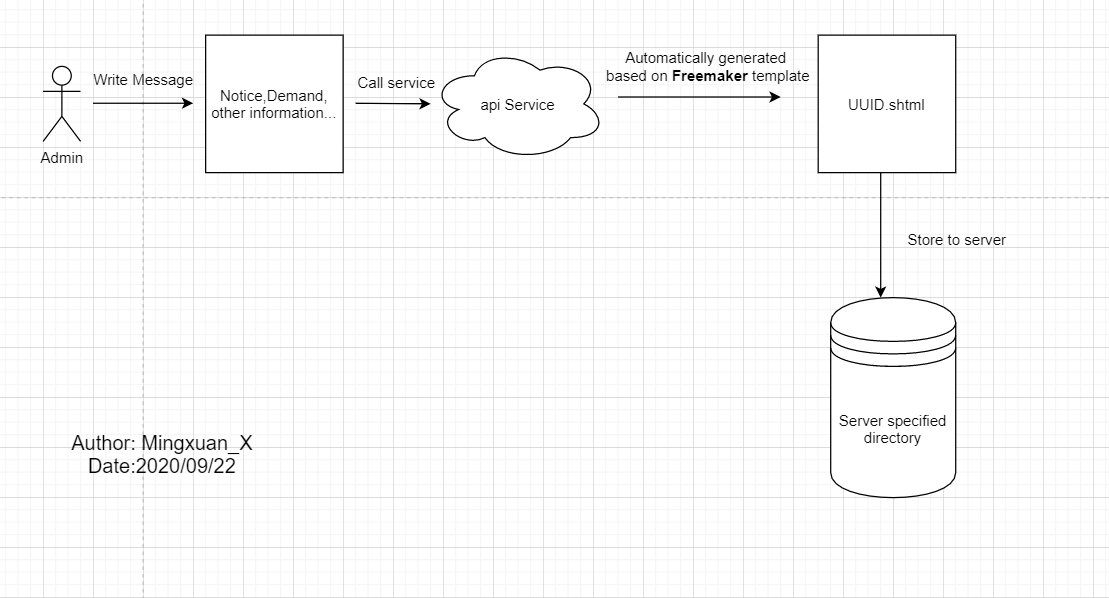 Write Message
Admin
Notice,Demand,
other information...
Call service
api Service
Automatically generated
based on Freemaker template
UUID.shtml
Store to server
Server specified
directory
Author: Mingxuan_X
Date:2020/09/22